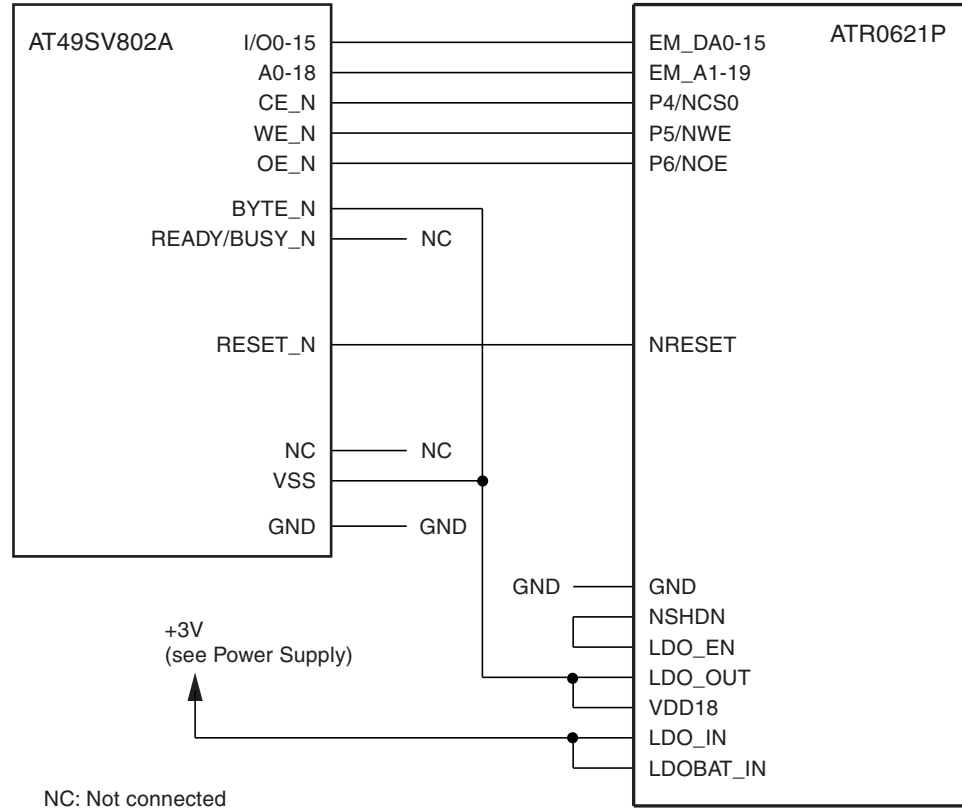 AT49SV802A
I/O0-15
A0-18
CE_N
WE_N
OE_N
BYTE_N
READY/BUSY_N
NC
RESET_N
NC
NC
VSS
GND
GND
ATR0621P
EM_DA0-15
EM_A1-19
P4/NCS0
P5/NWE
P6/NOE
NRESET
GND
GND
NSHDN
LDO_EN
LDO_OUT
VDD18
LDO_IN
LDOBAT_IN
+3V
(see Power Supply)
NC: Not connected